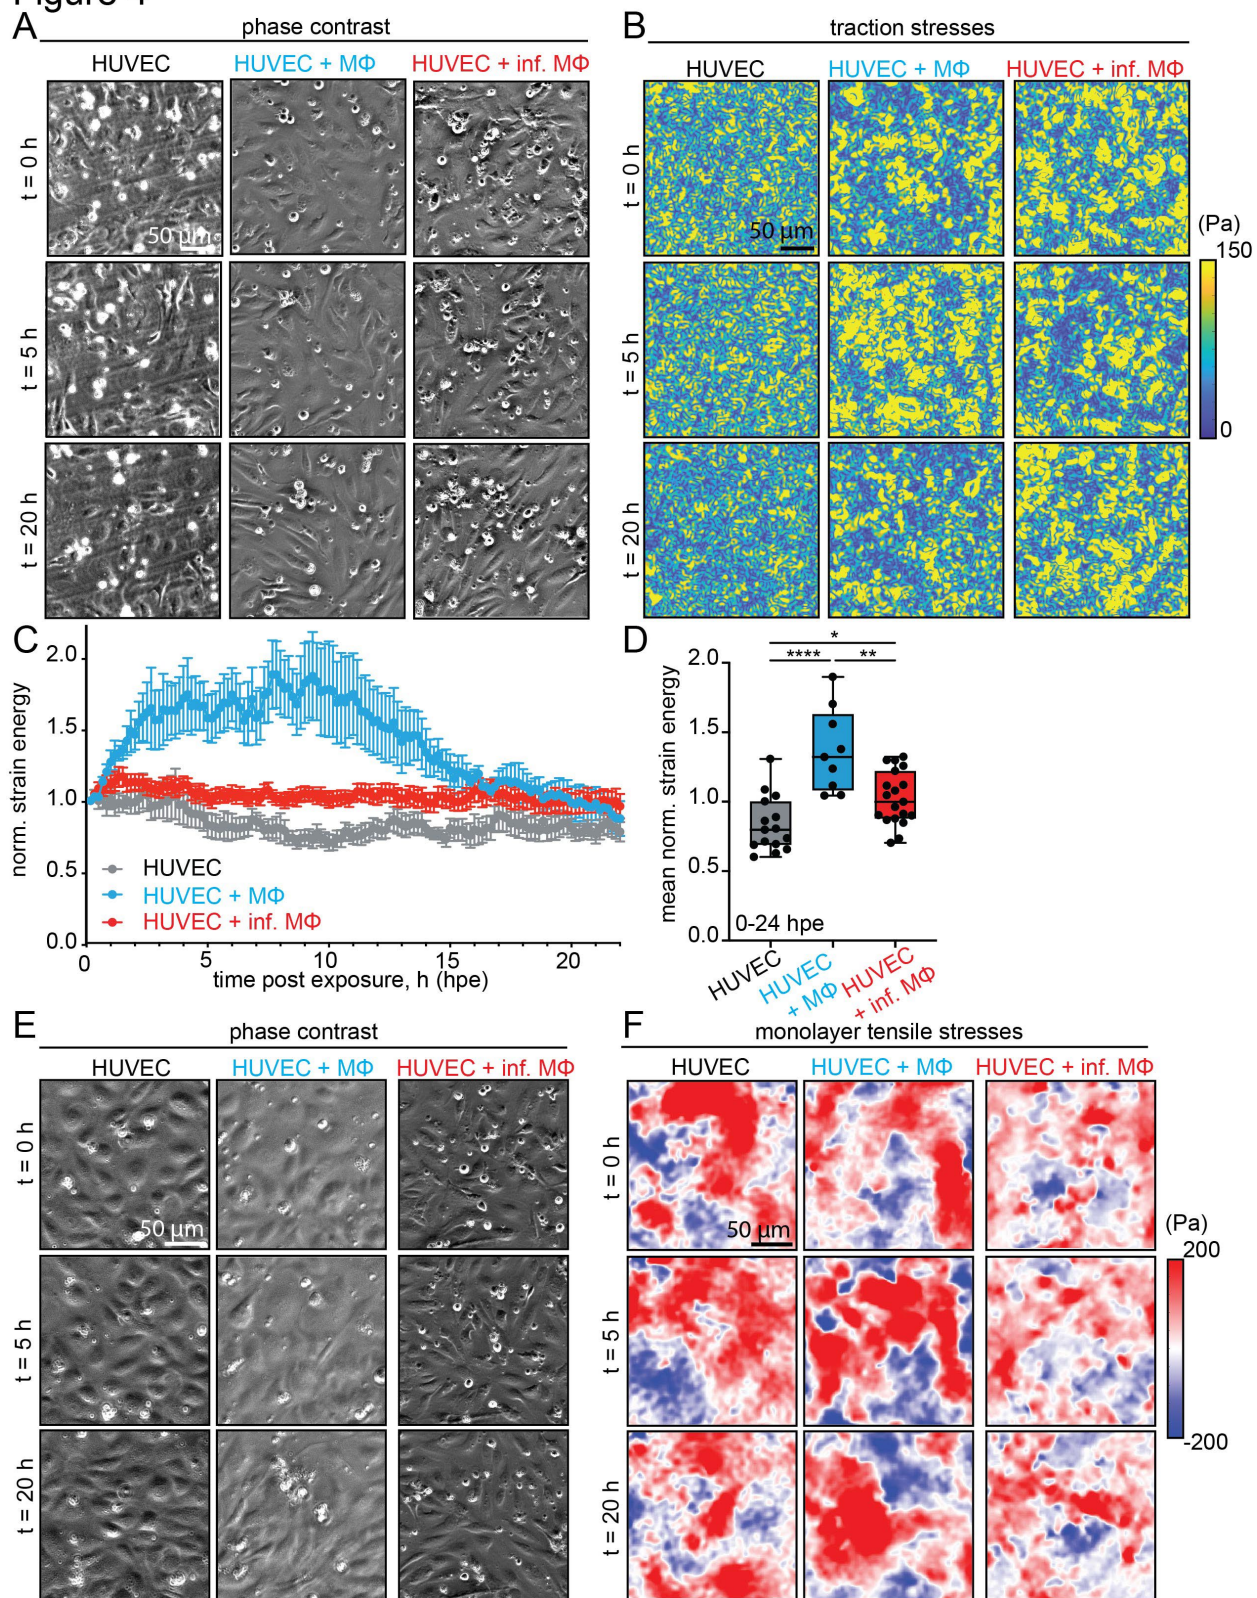 A
phase contrast
HUVEC
HUVEC + MΦ
HUVEC + inf. MΦ
t = 0 h
50 µm
t = 5 h
t = 20 h
B
traction stresses
HUVEC
HUVEC + MΦ
HUVEC + inf. MΦ
t = 0 h
50 µm
t = 5 h
t = 20 h
(Pa)
150
0
C
norm. strain energy
2.0
1.5
1.0
0.5
0.0
HUVEC
HUVEC + MΦ
HUVEC + inf. MΦ
0
5
10
15
20
time post exposure, h (hpe)
D
mean norm. strain energy
2.0
1.5
1.0
0.5
0.0
*
****
**
0-24 hpe
HUVEC
HUVEC
+ MΦ
HUVEC
+ inf. MΦ
E
phase contrast
HUVEC
HUVEC + MΦ
HUVEC + inf. MΦ
t = 0 h
50 µm
t = 5 h
t = 20 h
F
monolayer tensile stresses
HUVEC
HUVEC + MΦ
HUVEC + inf. MΦ
t = 0 h
50 µm
t = 5 h
t = 20 h
(Pa)
200
-200